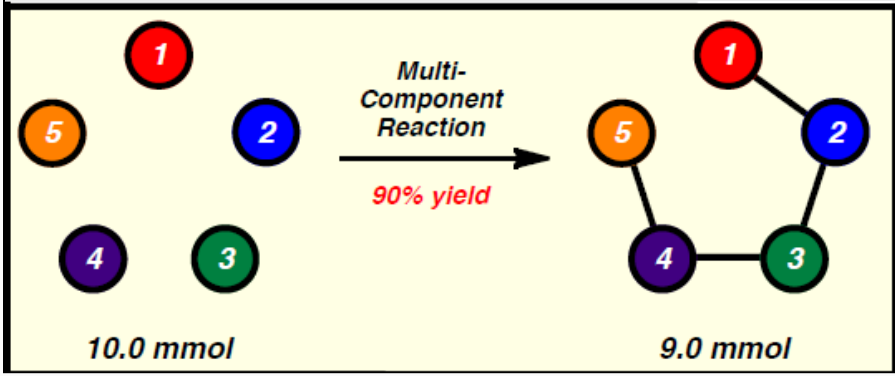 1
5
2
4
3
10.0 mmol
Multi-
Component
Reaction
90% yield
1
5
2
4
3
9.0 mmol